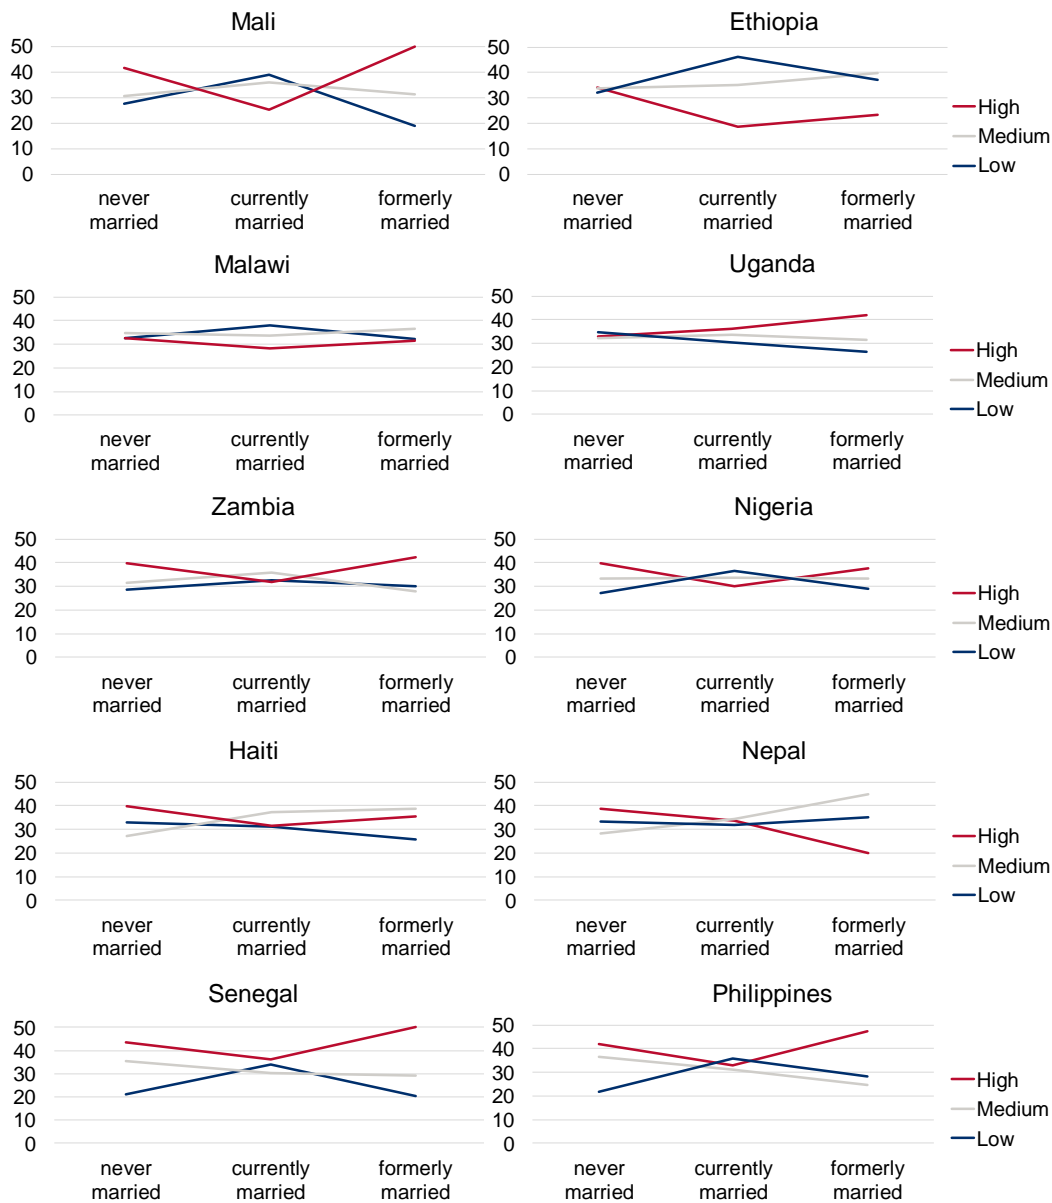 Mali
50
40
30
20
10
0
never married
currently married
formerly married
Ethiopia
50
40
30
20
10
0
never married
currently married
formerly married
High
Medium
Low
Malawi
50
40
30
20
10
0
never married
currently married
formerly married
Uganda
50
40
30
20
10
0
never married
currently married
formerly married
High
Medium
Low
Zambia
50
40
30
20
10
0
never married
currently married
formerly married
Nigeria
50
40
30
20
10
0
never married
currently married
formerly married
High
Medium
Low
Haiti
50
40
30
20
10
0
never married
currently married
formerly married
Nepal
50
40
30
20
10
0
never married
currently married
formerly married
High
Medium
Low
Senegal
50
40
30
20
10
0
never married
currently married
formerly married
Philippines
50
40
30
20
10
0
never married
currently married
formerly married
High
Medium
Low